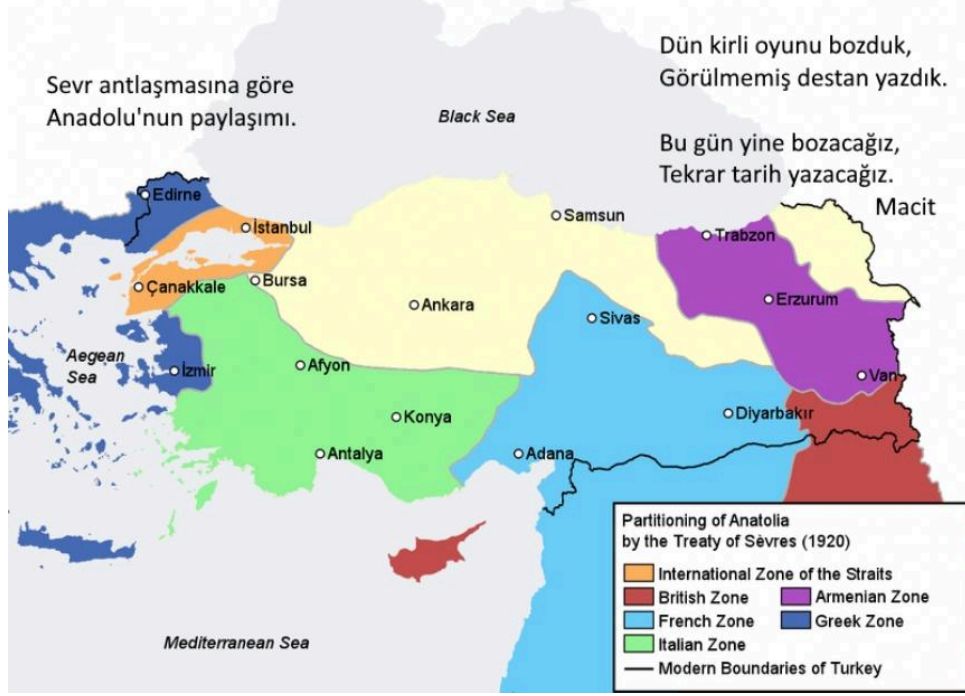 Sevr antlaşmasına göre
Anadolu'nun paylaşımı.
Dün kirli oyunu bozduk,
Görülmemiş destan yazdık.
Bu gün yine bozacağız,
Tekrar tarih yazacağız.
Macit
Black Sea
Edirne
İstanbul
Samsun
Trabzon
Çanakkale
Bursa
Ankara
Erzurum
Sivas
Aegean
Sea
İzmir
Afyon
Van
Konya
Diyarbakır
Antalya
Adana
Mediterranean Sea
Partitioning of Anatolia
by the Treaty of Sèvres (1920)
International Zone of the Straits
British Zone
Armenian Zone
French Zone
Greek Zone
Italian Zone
Modern Boundaries of Turkey